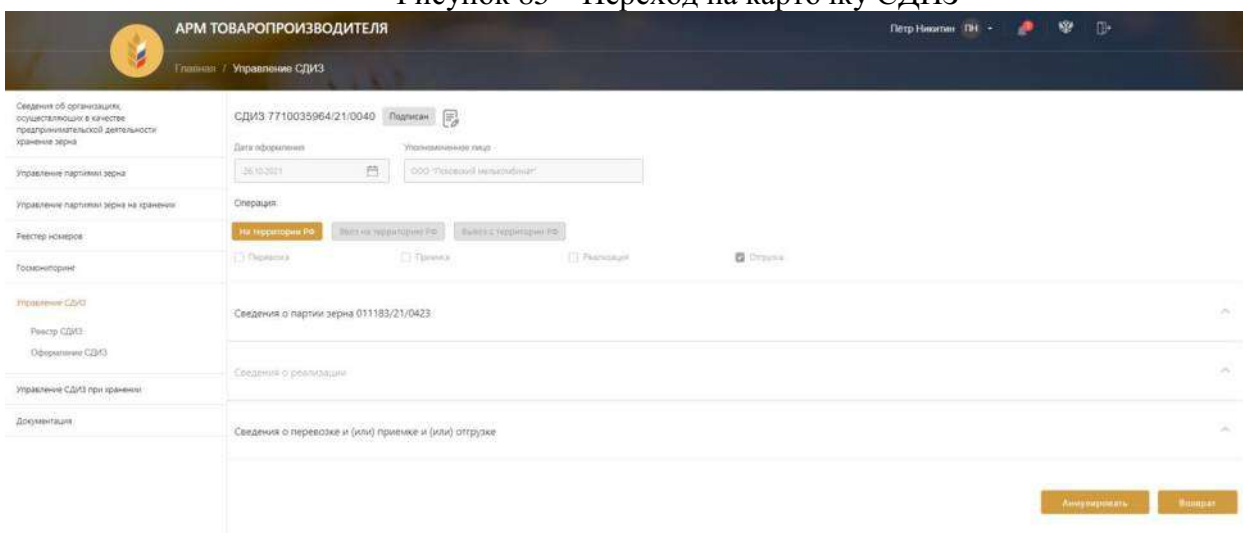 Рисунок 83 – Переход на карточку СДИЗ
АРМ ТОВАРОПРОИЗВОДИТЕЛЯ
Петр Никитин ПН
Главная / Управление СДИЗ
Сведения об организациях,
осуществляющих в качестве
предпринимательской деятельности
хранение зерна
Управление партиями зерна
Управление партиями зерна на хранении
Реестр номеров
Госмониторинг
Управление СДИЗ
Реестр СДИЗ
Оформление СДИЗ
Управление СДИЗ при хранении
Документация
СДИЗ 7710035964/21/0040 Подписан
Дата оформления Уполномоченное лицо
26.10.2021 ООО "Псковский мелькомбинат"
Операция
На территории РФ Ввоз на территорию РФ Вывоз с территории РФ
Перевозка Приемка Реализация Отгрузка
Сведения о партии зерна 011183/21/0423
Сведения о реализации
Сведения о перевозке и (или) приемке и (или) отгрузке
Аннулировать Возврат